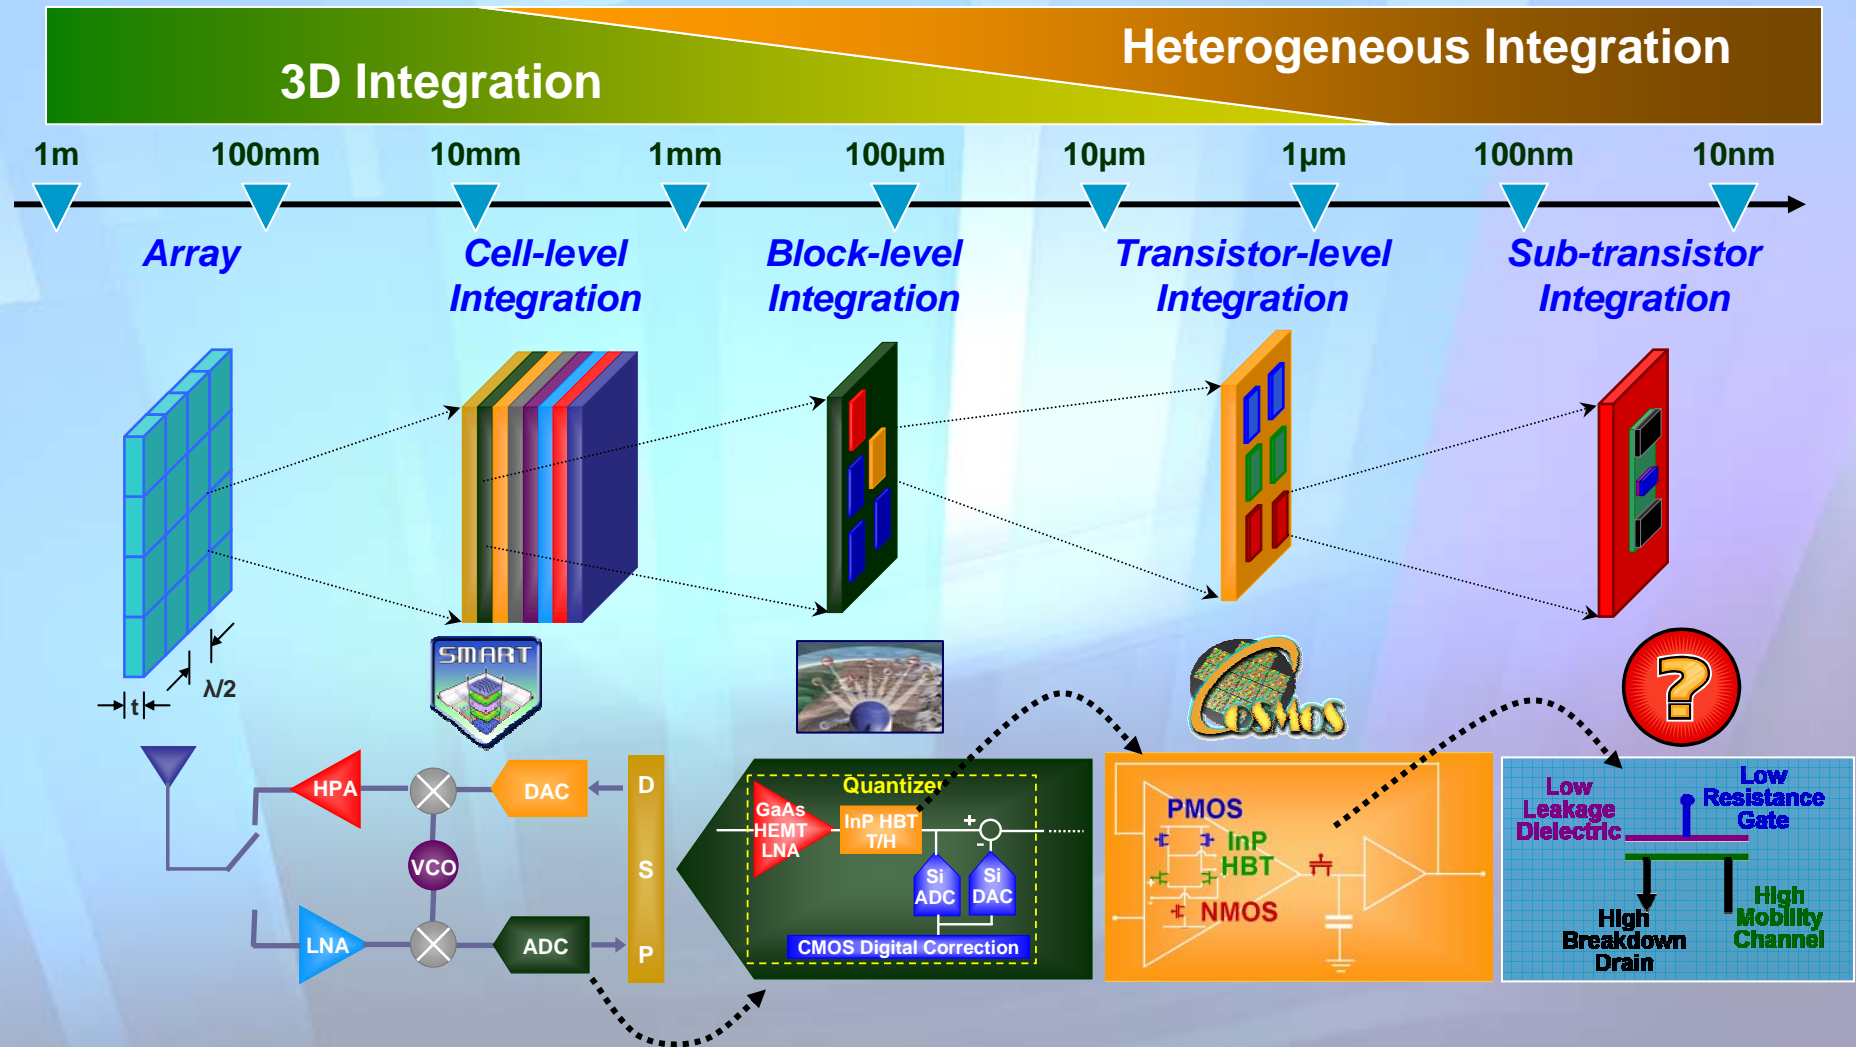 3D Integration
Heterogeneous Integration
1m
100mm
10mm
1mm
100µm
10µm
1µm
100nm
10nm
Array
Cell-level
Integration
Block-level
Integration
Transistor-level
Integration
Sub-transistor
Integration
t
λ/2
SMART
COSMOS
?
HPA
DAC
VCO
LNA
ADC
D
S
P
Quantizer
GaAs
HEMT
LNA
InP HBT
T/H
+
-
Si
ADC
Si
DAC
CMOS Digital Correction
PMOS
InP
HBT
NMOS
Low
Leakage
Dielectric
Low
Resistance
Gate
High
Breakdown
Drain
High
Mobility
Channel